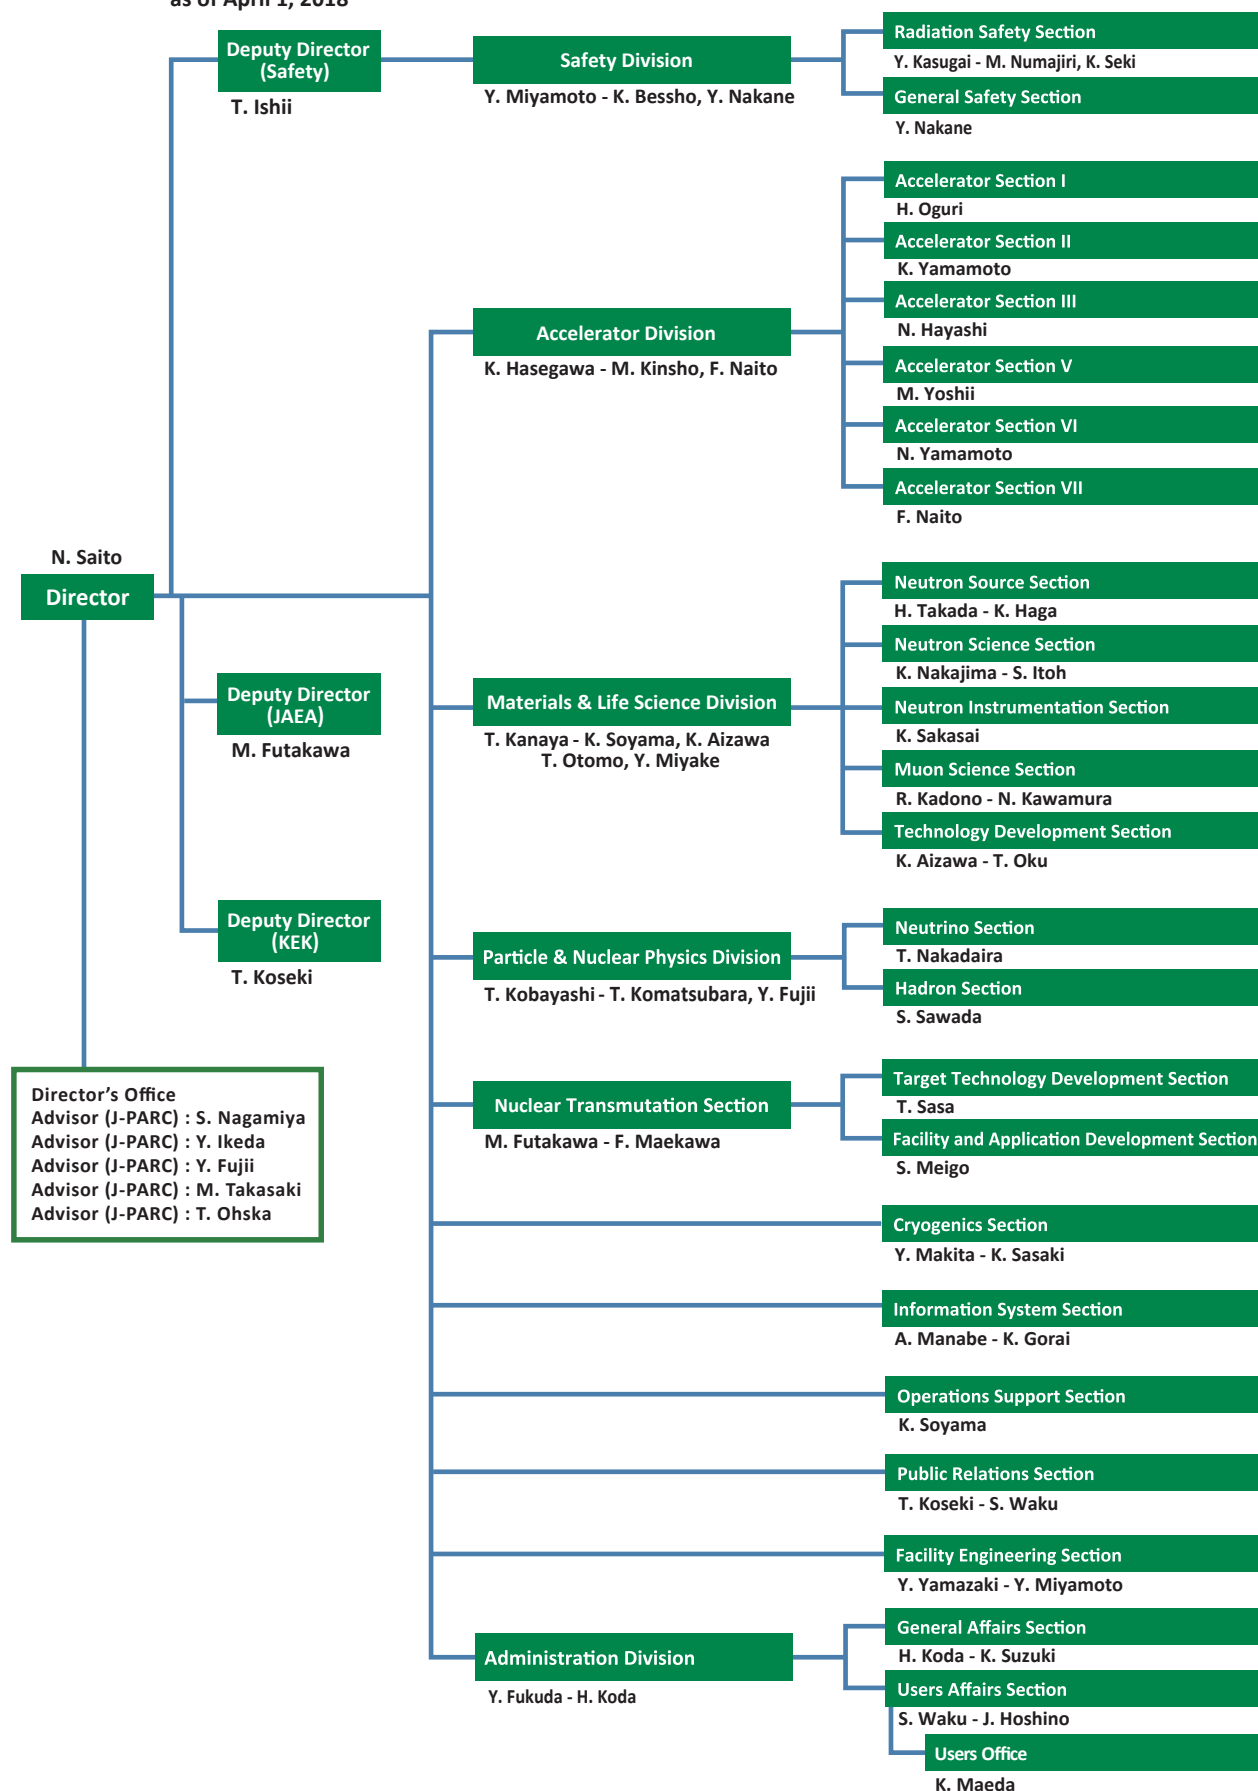 as of April 1, 2018
Deputy Director
(Safety)
T. Ishii
Safety Division
Y. Miyamoto - K. Bessho, Y. Nakane
Radiation Safety Section
Y. Kasugai - M. Numajiri, K. Seki
General Safety Section
Y. Nakane
Accelerator Division
K. Hasegawa - M. Kinsho, F. Naito
Accelerator Section I
H. Oguri
Accelerator Section II
K. Yamamoto
Accelerator Section III
N. Hayashi
Accelerator Section V
M. Yoshii
Accelerator Section VI
N. Yamamoto
Accelerator Section VII
F. Naito
N. Saito
Director
Deputy Director
(JAEA)
M. Futakawa
Deputy Director
(KEK)
T. Koseki
Director's Office
Advisor (J-PARC) : S. Nagamiya
Advisor (J-PARC) : Y. Ikeda
Advisor (J-PARC) : Y. Fujii
Advisor (J-PARC) : M. Takasaki
Advisor (J-PARC) : T. Ohska
Materials & Life Science Division
T. Kanaya - K. Soyama, K. Aizawa
T. Otomo, Y. Miyake
Neutron Source Section
H. Takada - K. Haga
Neutron Science Section
K. Nakajima - S. Itoh
Neutron Instrumentation Section
K. Sakasai
Muon Science Section
R. Kadono - N. Kawamura
Technology Development Section
K. Aizawa - T. Oku
Particle & Nuclear Physics Division
T. Kobayashi - T. Komatsubara, Y. Fujii
Neutrino Section
T. Nakadaira
Hadron Section
S. Sawada
Nuclear Transmutation Section
M. Futakawa - F. Maekawa
Target Technology Development Section
T. Sasa
Facility and Application Development Section
S. Meigo
Cryogenics Section
Y. Makita - K. Sasaki
Information System Section
A. Manabe - K. Gorai
Operations Support Section
K. Soyama
Public Relations Section
T. Koseki - S. Waku
Facility Engineering Section
Y. Yamazaki - Y. Miyamoto
Administration Division
Y. Fukuda - H. Koda
General Affairs Section
H. Koda - K. Suzuki
Users Affairs Section
S. Waku - J. Hoshino
Users Office
K. Maeda